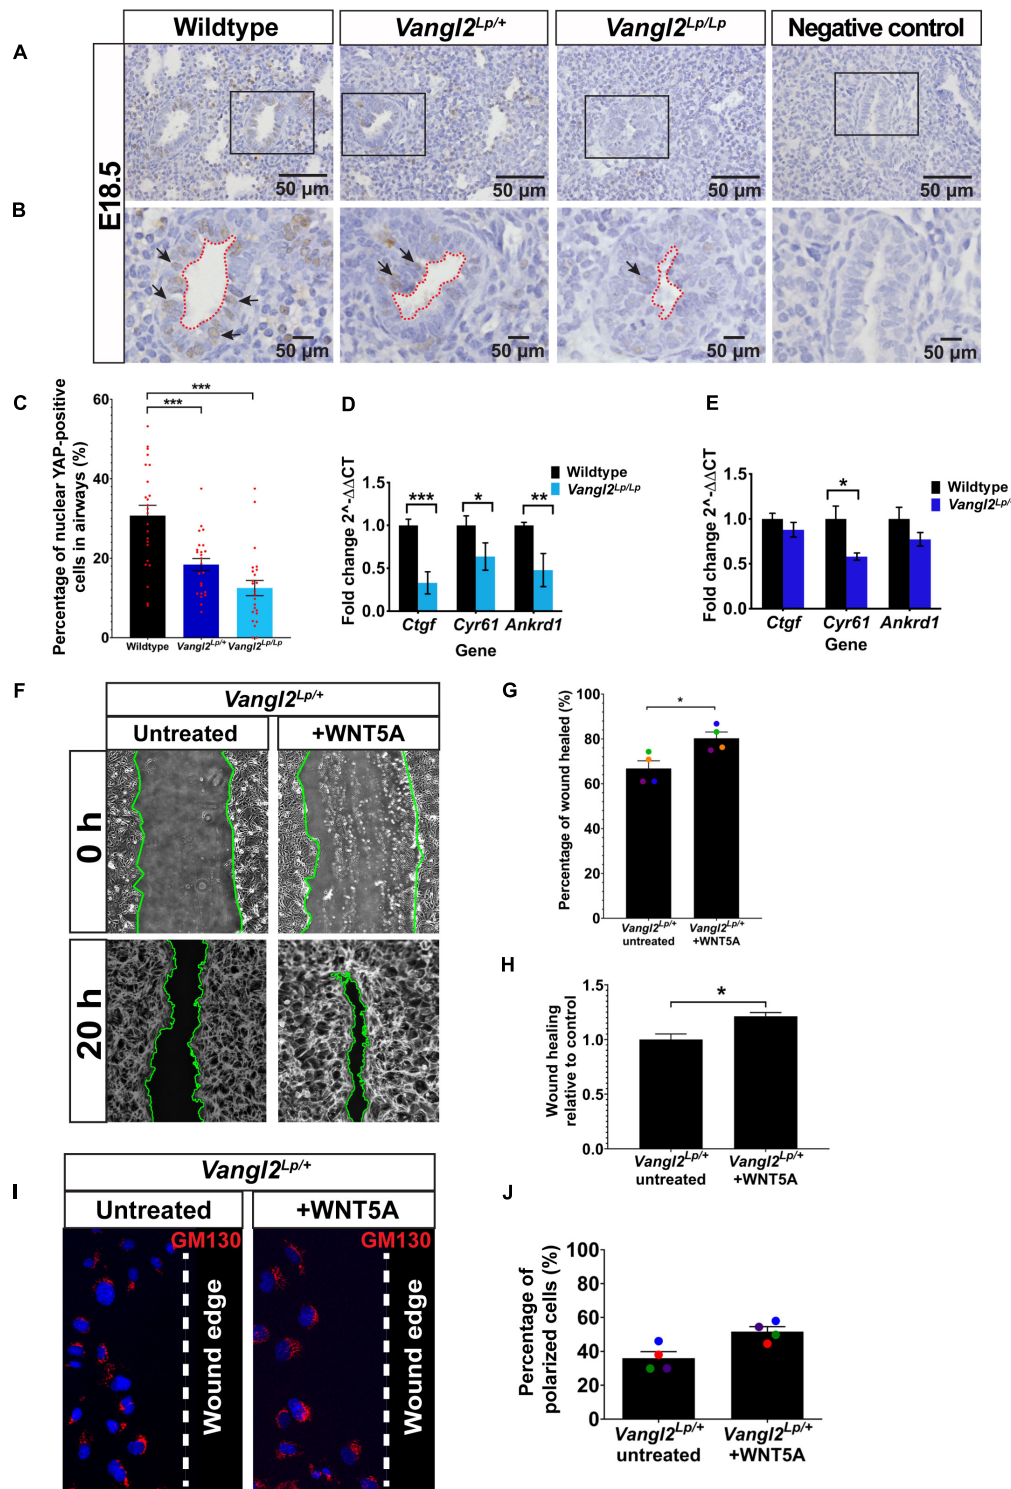 Wildtype
Vangl2Lp/+
Vangl2Lp/Lp
Negative control
A
E18.5
50 µm
50 µm
50 µm
50 µm
B
50 µm
50 µm
50 µm
50 µm
C
Percentage of nuclear YAP-positive
cells in airways (%)
60
40
20
0
***
***
Wildtype
Vangl2Lp/+
Vangl2Lp/Lp
D
Fold change 2^-ΔΔCT
1.5
1.0
0.5
0.0
***
*
**
Wildtype
Vangl2Lp/Lp
Ctgf
Cyr61
Ankrd1
Gene
E
Fold change 2^-ΔΔCT
1.5
1.0
0.5
0.0
*
Wildtype
Vangl2Lp/
Ctgf
Cyr61
Ankrd1
Gene
F
Vangl2Lp/+
Untreated
+WNT5A
0 h
20 h
G
Percentage of wound healed (%)
100
80
60
40
20
0
*
Vangl2Lp/+
untreated
Vangl2Lp/+
+WNT5A
H
Wound healing
relative to control
1.5
1.0
0.5
0.0
*
Vangl2Lp/+
untreated
Vangl2Lp/+
+WNT5A
I
Vangl2Lp/+
Untreated
+WNT5A
GM130
Wound edge
GM130
Wound edge
J
Percentage of
polarized cells (%)
100
80
60
40
20
0
Vangl2Lp/+
untreated
Vangl2Lp/+
+WNT5A